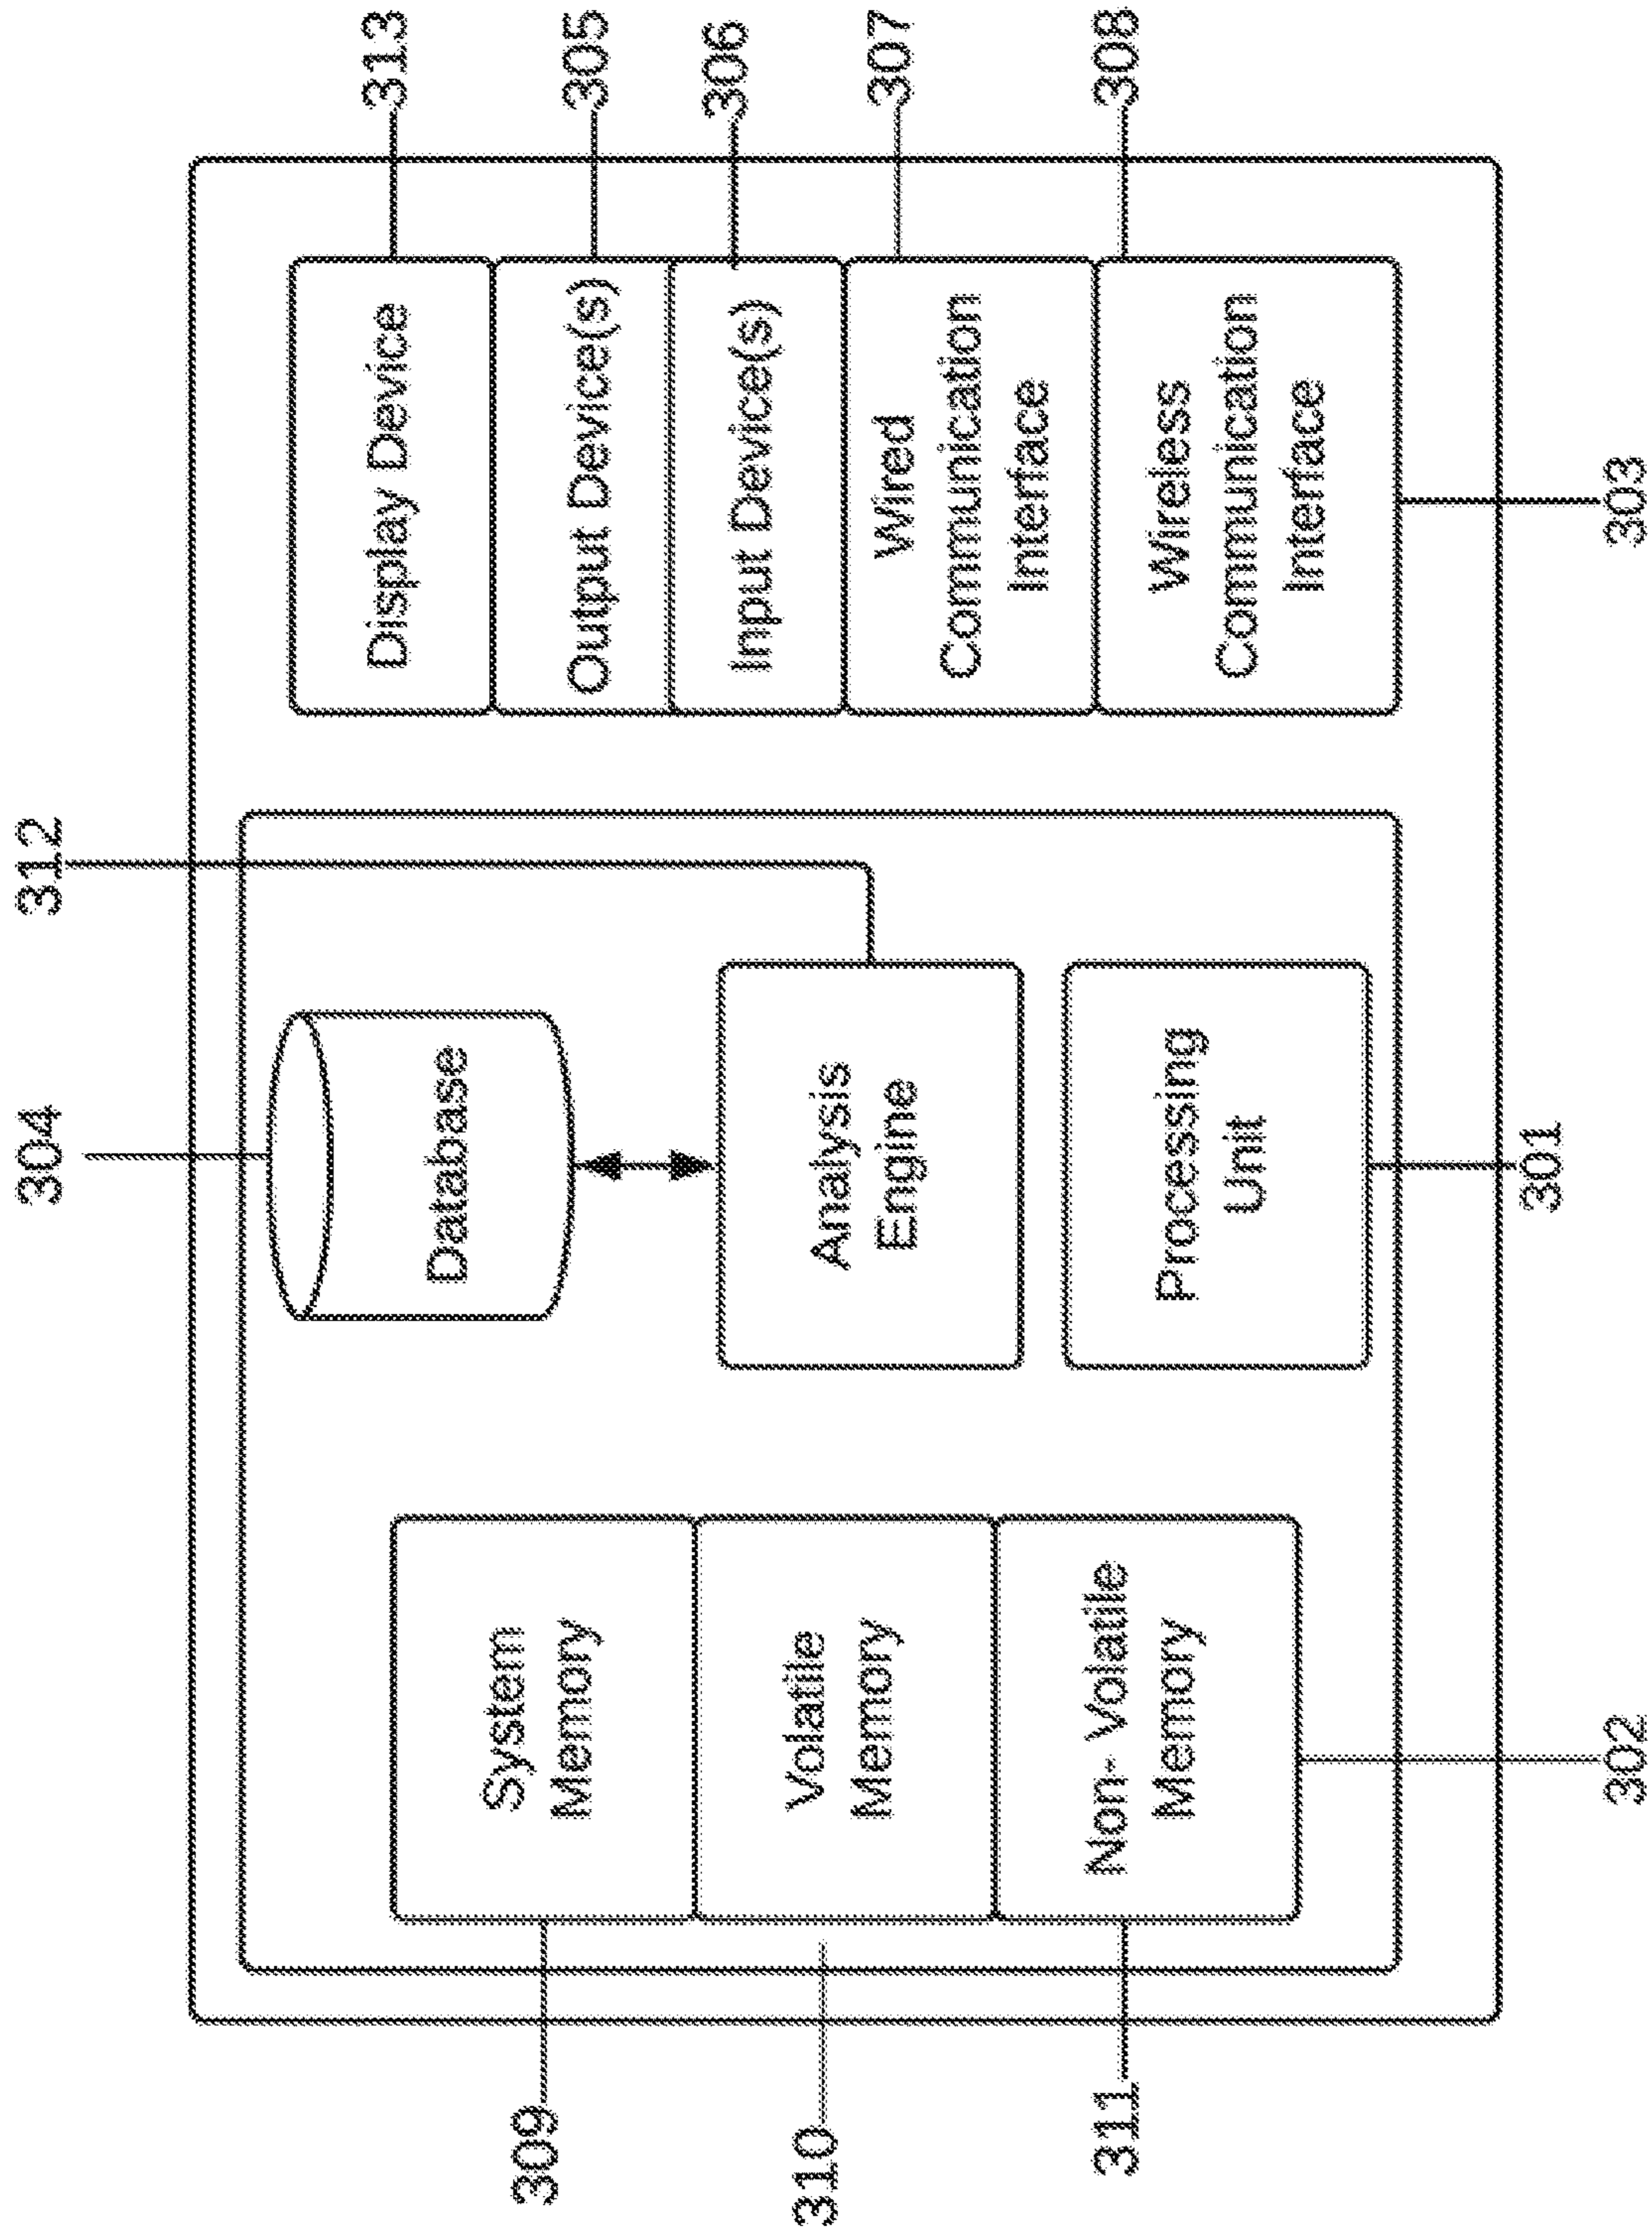 312
304
313
305
306
307
308
309
310
311
System
Memory
Volatile
Memory
Non- Volatile
Memory
Database
Analysis
Engine
Processing
Unit
Display Device
Output Device(s)
Input Device(s)
Wired
Communication
Interface
Wireless
Communication
Interface
302
301
303